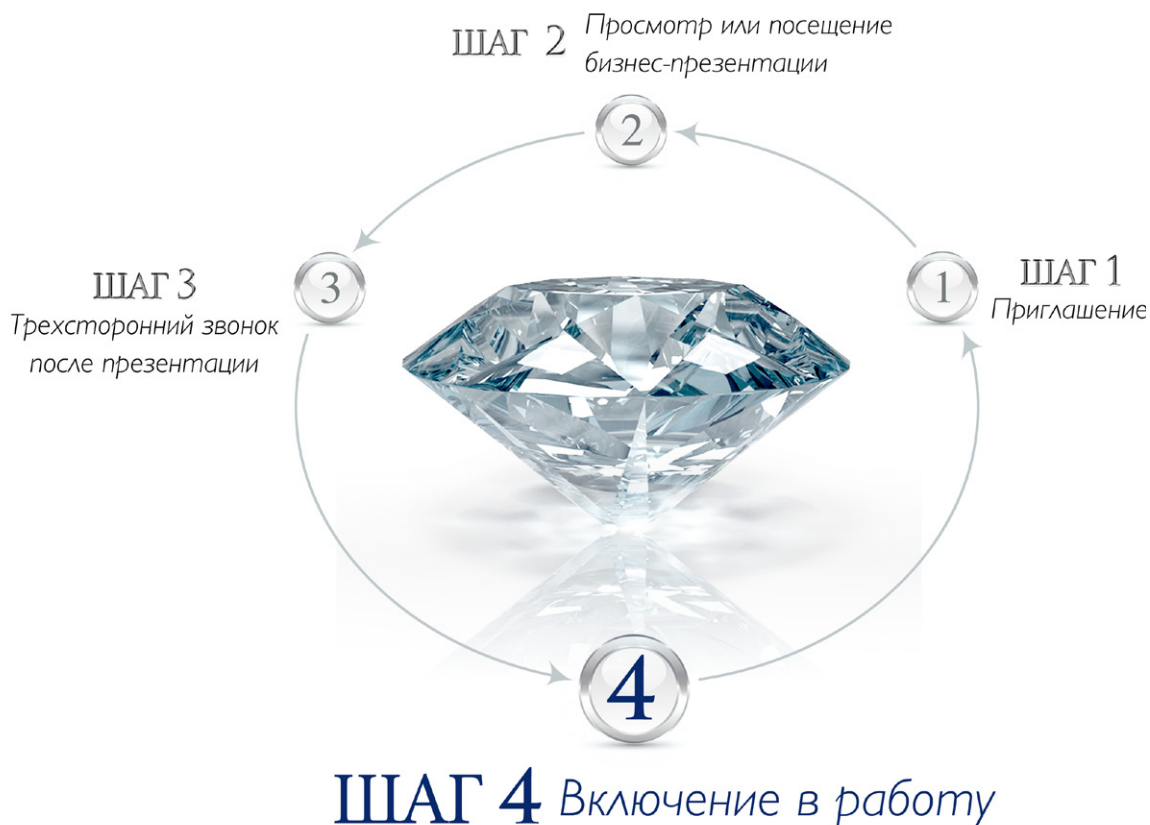 ШАГ 2
Просмотр или посещение
бизнес-презентации
2
3
1
ШАГ 3
Трехсторонний звонок
после презентации
ШАГ 1
Приглашение
4
ШАГ 4 Включение в работу